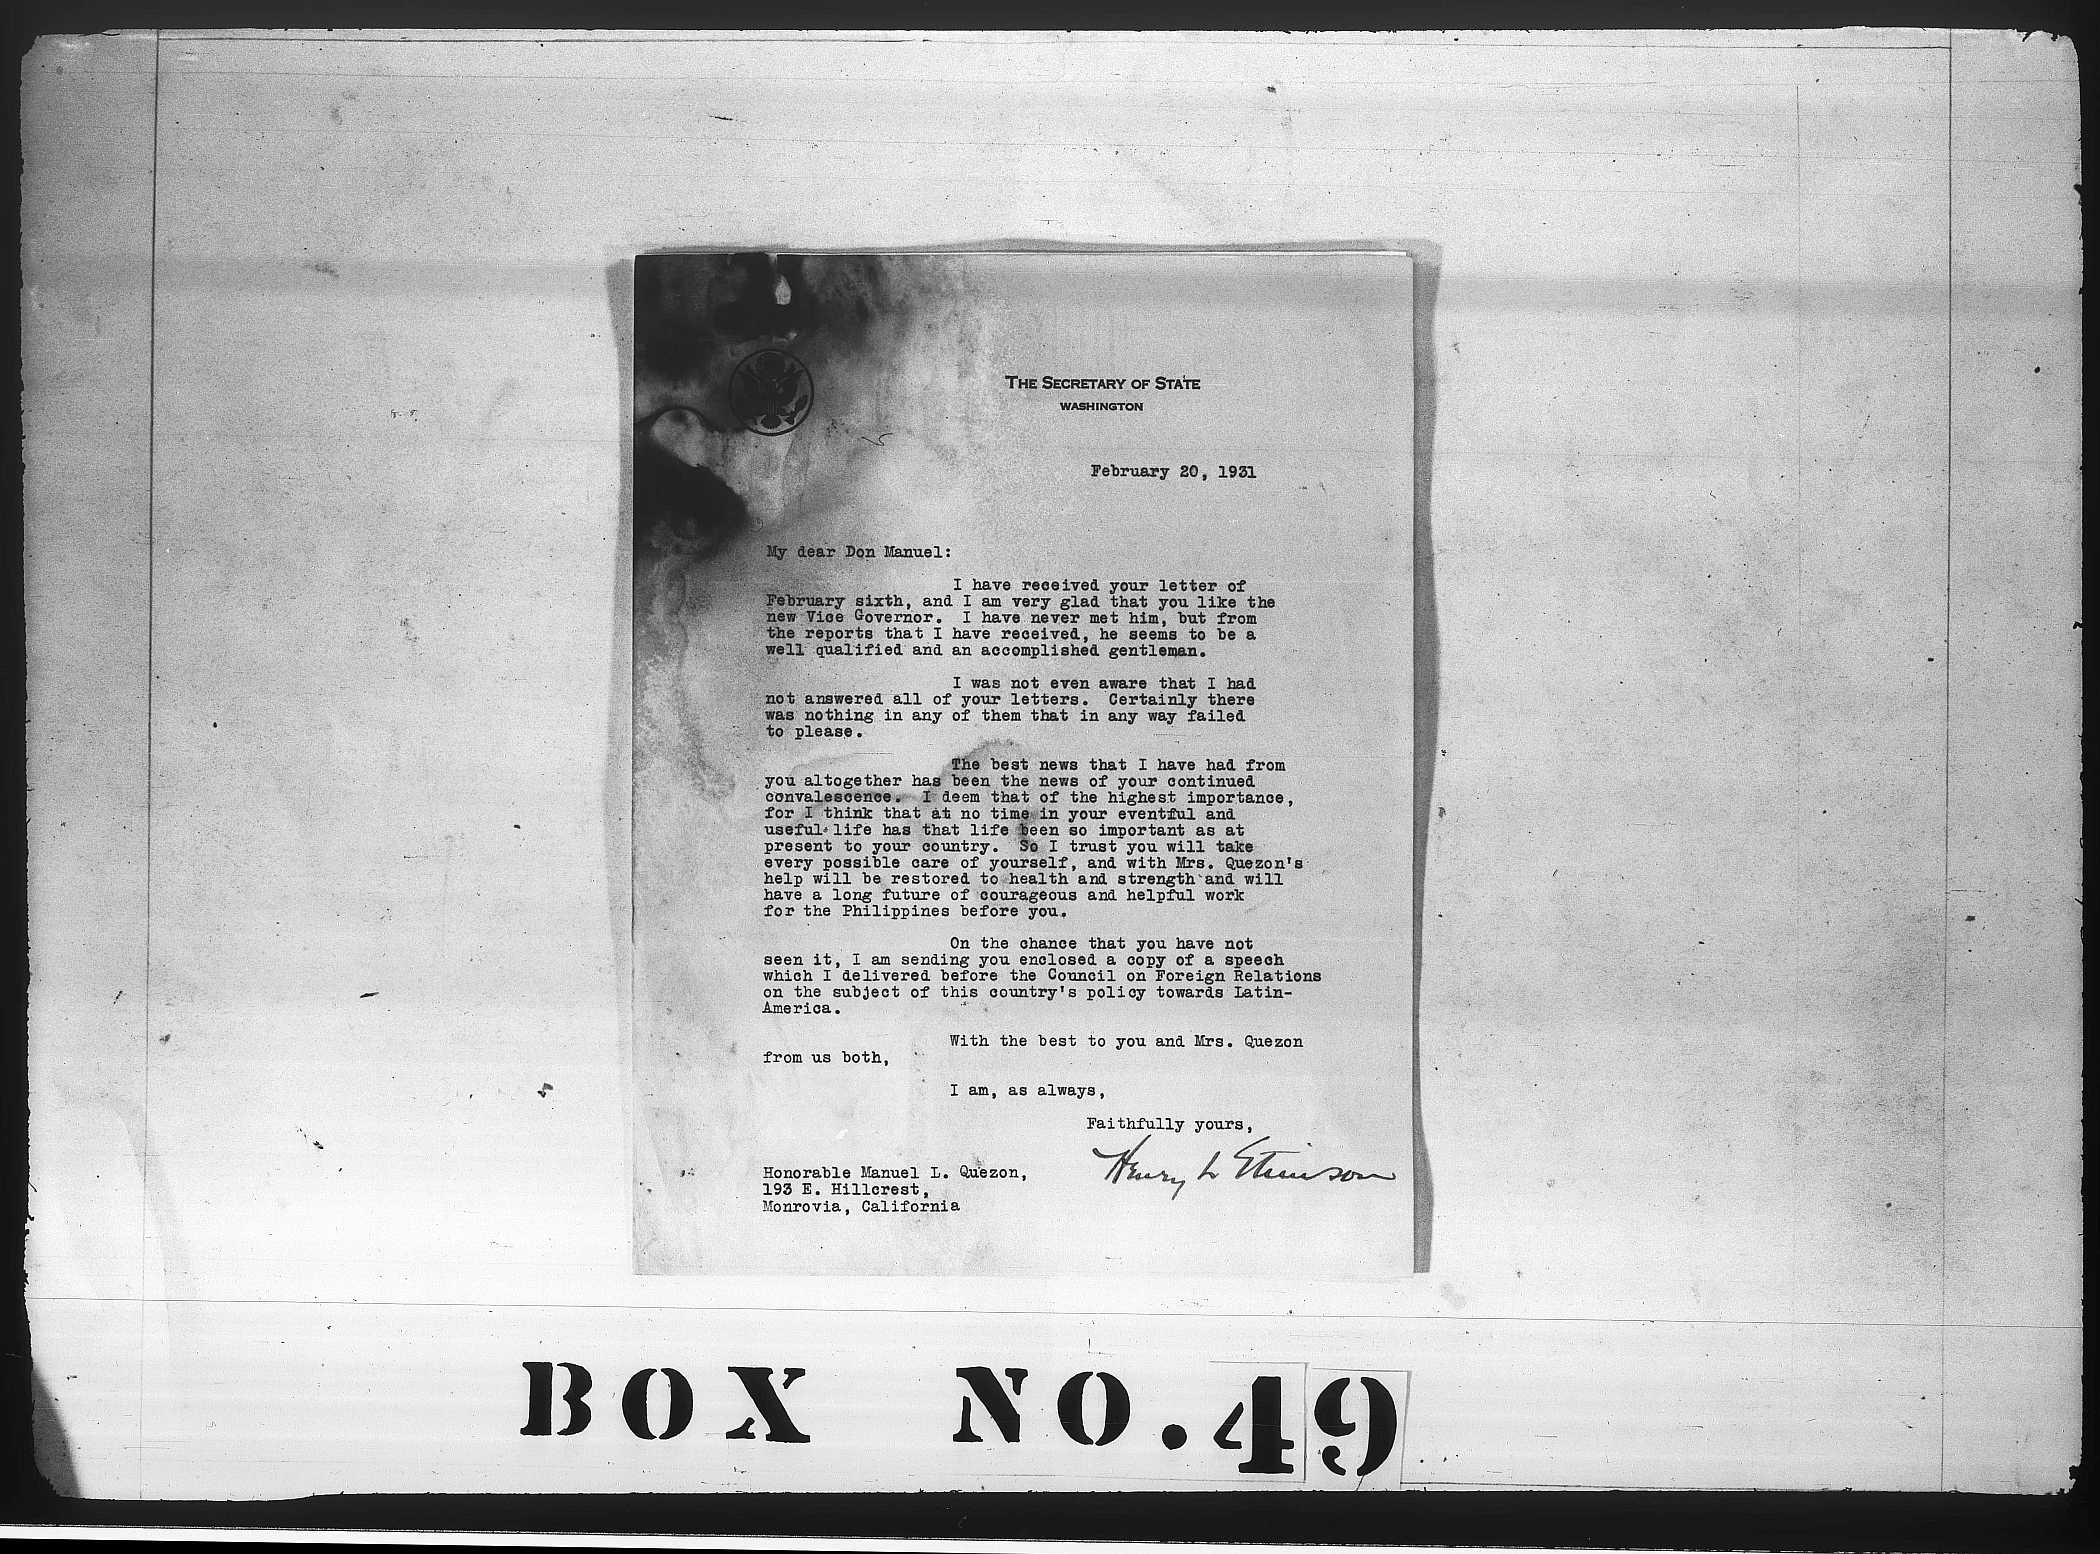 THE SECRETARY OF STATE
WASHINGTON
February 20, 1931
My dear Don Manuel:
I have received your letter of
February sixth, and I am very glad that you like the
new Vice Governor. I have never met him, but from
the reports that I have received, he seems to be a
well qualified and an accomplished gentleman.
I was not even aware that I had
not answered all of your letters. Certainly there
was nothing in any of them that in any way failed
to please.
The best news that I have had from
you altogether has been the news of your continued
convalescence. I deem that of the highest importance,
for I think that at no time in your eventful and
useful life has that life been so important as at
present to your country. So I trust you will take
every possible care of yourself, and with Mrs. Quezon's
help will be restored to health and strength and will
have a long future of courageous and helpful work
for the Philippines before you.
On the chance that you have not
seen it, I am sending you enclosed a copy of a speech
which I delivered before the Council on Foreign Relations
on the subject of this country's policy towards Latin-
America.
With the best to you and Mrs. Quezon
from us both,
I am, as always,
Faithfully yours,
Henry L Stimson
Honorable Manuel L. Quezon,
193 E. Hillcrest,
Monrovia, California
BOX NO. 49